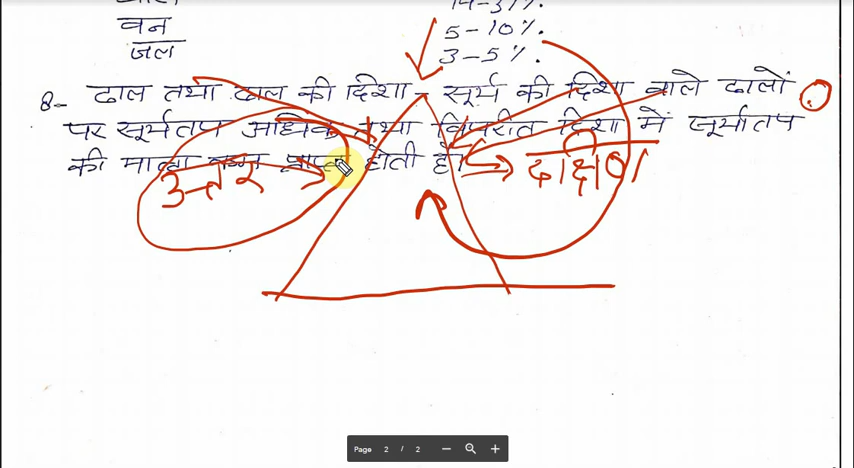 वन
5-10%.
जल
3-5%.
8- ढाल तथा ढाल की दिशा - सूर्य की दिशा वाले ढालों
पर सूर्यतप अधिक तथा विपरीत दिशा में सूर्यातप
की मात्रा कम प्राप्त होती है।
उत्तर
दक्षिण
Page 2 / 2